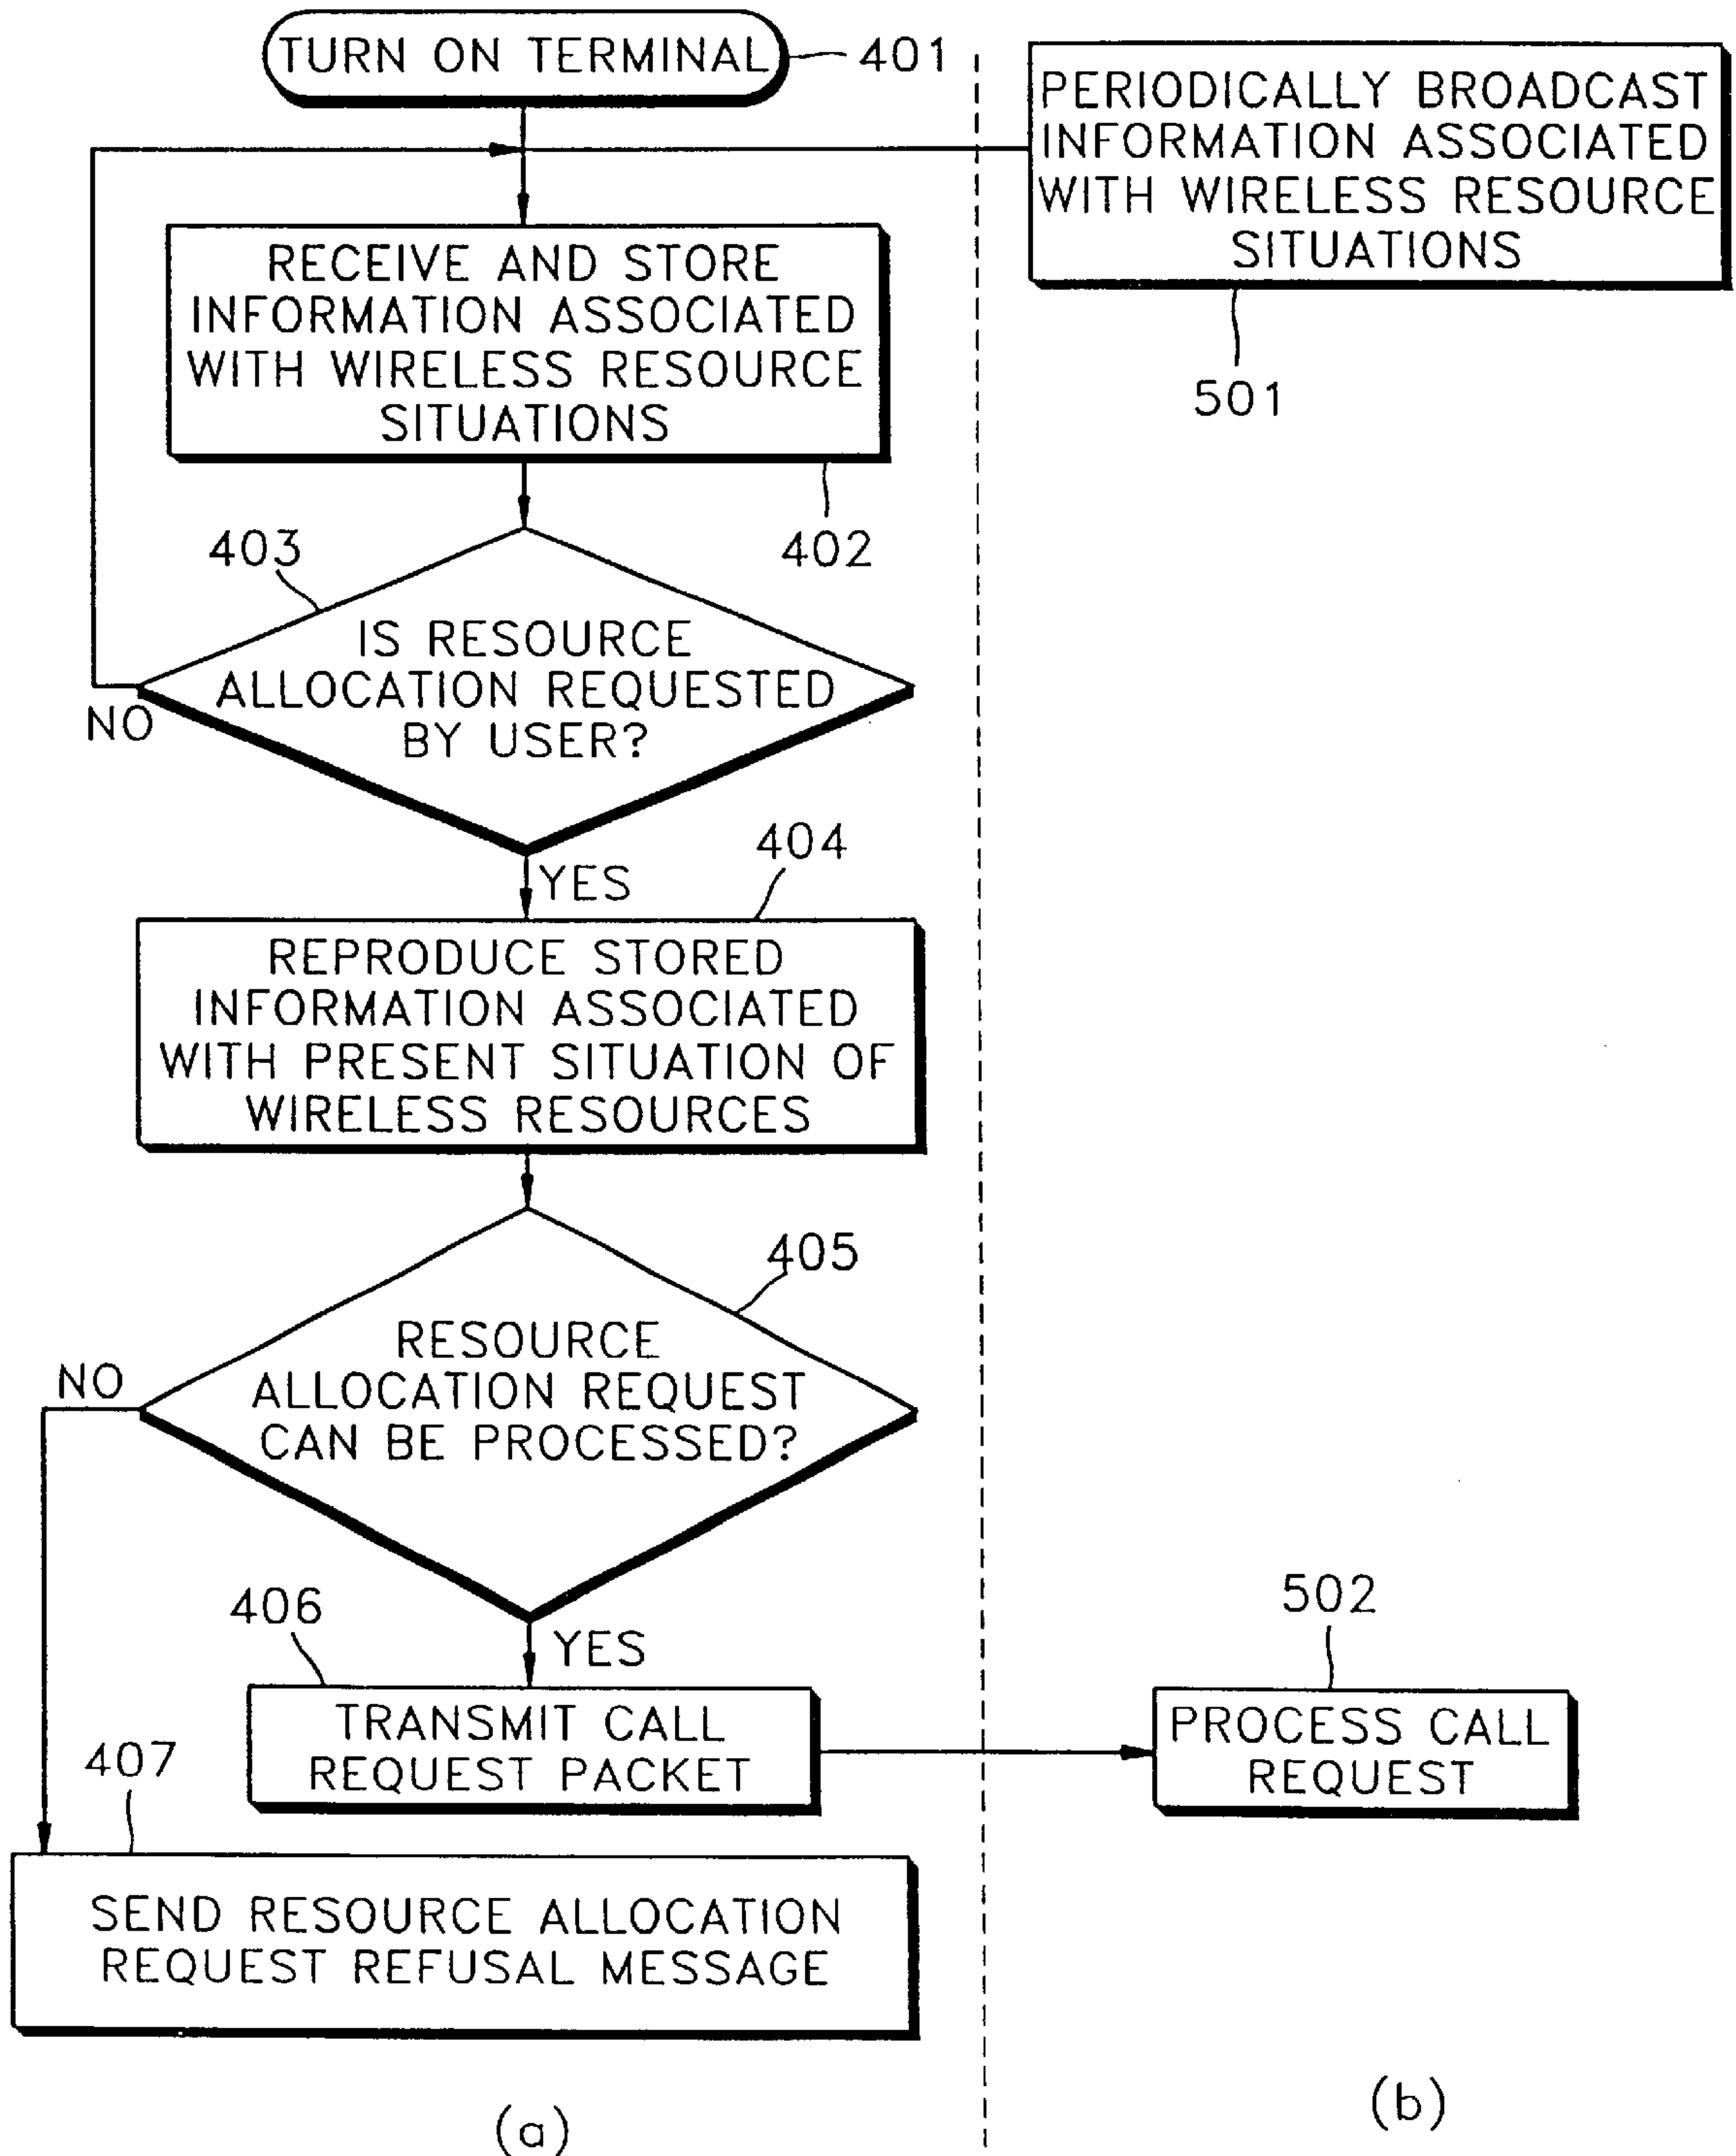 TURN ON TERMINAL
401
PERIODICALLY BROADCAST
INFORMATION ASSOCIATED
WITH WIRELESS RESOURCE
SITUATIONS
501
RECEIVE AND STORE
INFORMATION ASSOCIATED
WITH WIRELESS RESOURCE
SITUATIONS
402
403
IS RESOURCE
ALLOCATION REQUESTED
BY USER?
NO
YES
404
REPRODUCE STORED
INFORMATION ASSOCIATED
WITH PRESENT SITUATION OF
WIRELESS RESOURCES
405
RESOURCE
ALLOCATION REQUEST
CAN BE PROCESSED?
NO
YES
406
TRANSMIT CALL
REQUEST PACKET
502
PROCESS CALL
REQUEST
407
SEND RESOURCE ALLOCATION
REQUEST REFUSAL MESSAGE
(a)
(b)